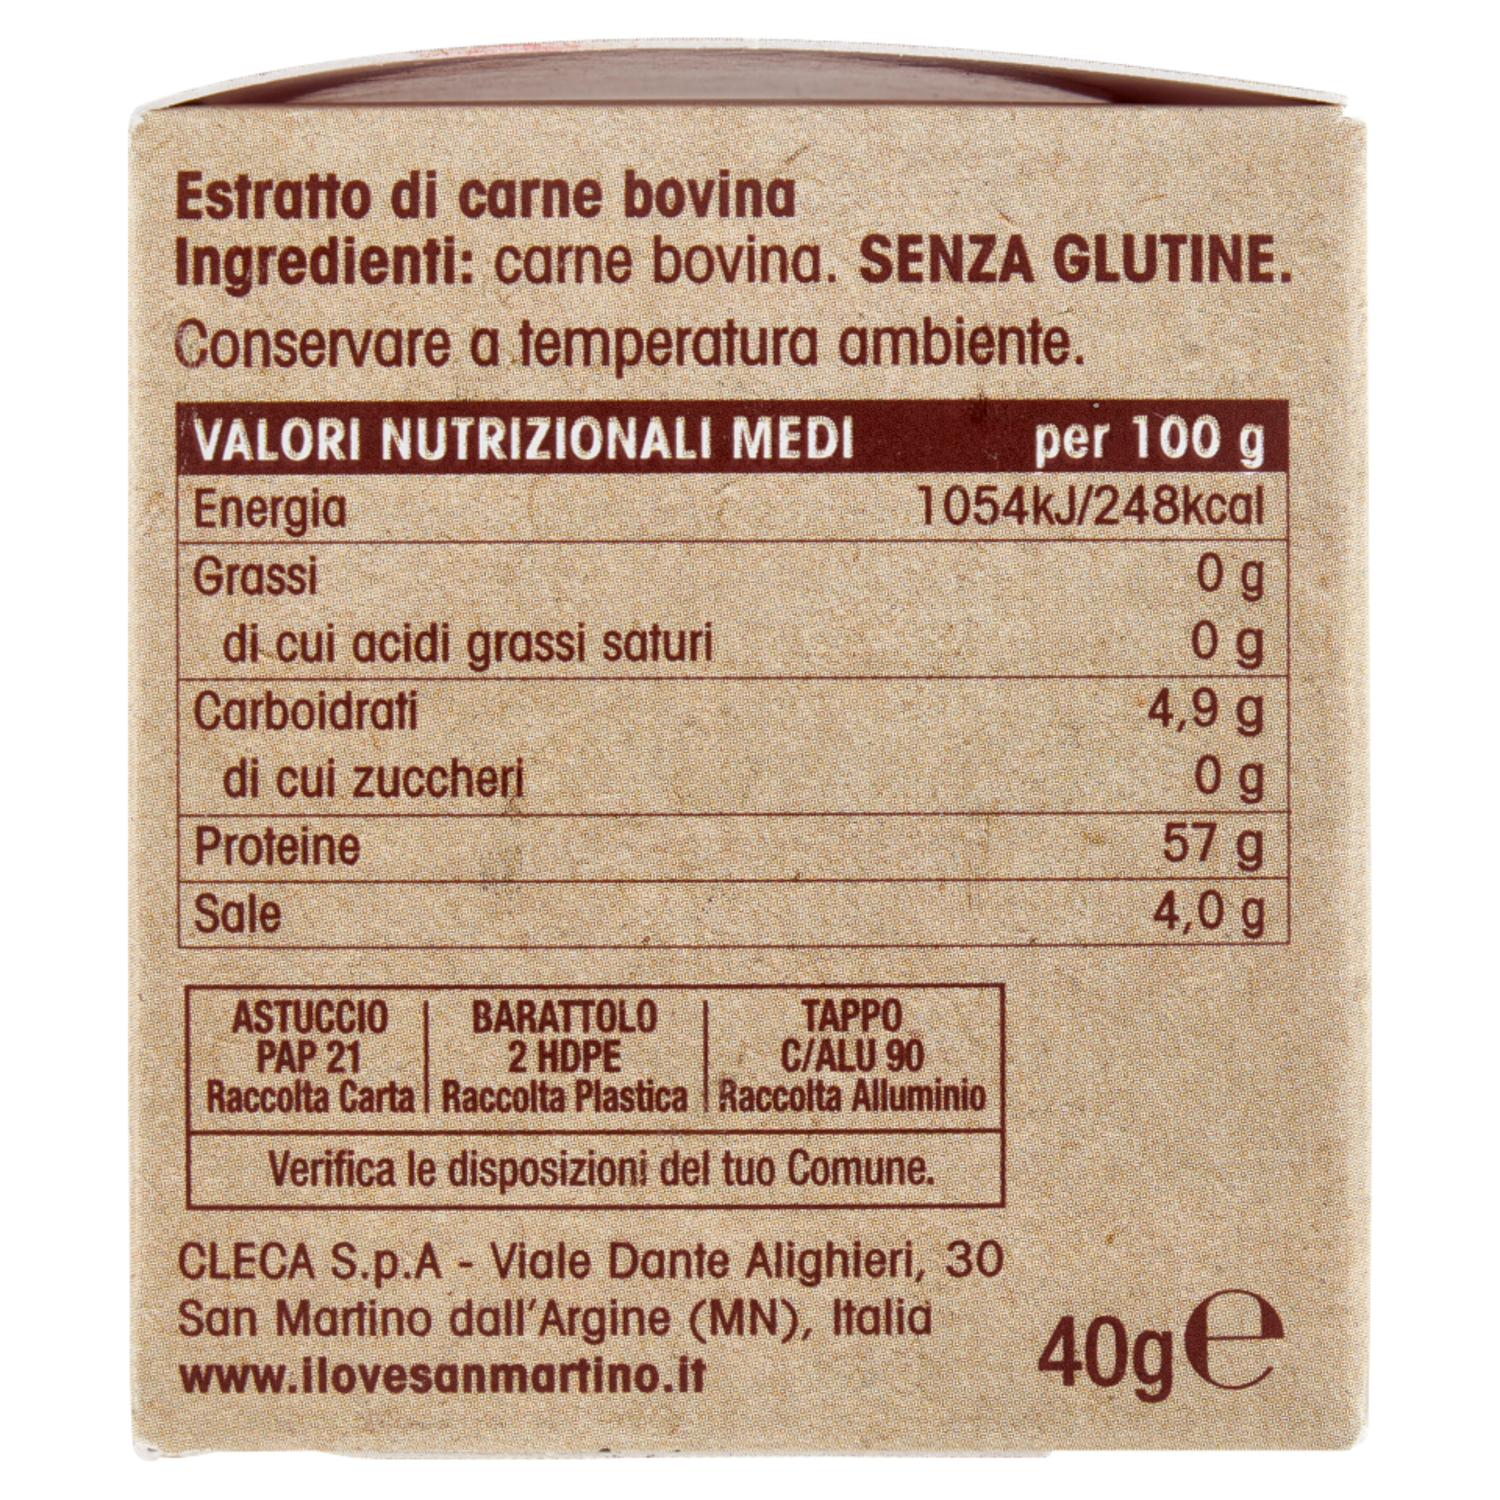 Estratto di carne bovina
Ingredienti: carne bovina. SENZA GLUTINE.
Conservare a temperatura ambiente.
VALORI NUTRIZIONALI MEDI per 100 g
Energia 1054kJ/248kcal
Grassi 0 g
di cui acidi grassi saturi 0 g
Carboidrati 4,9 g
di cui zuccheri 0 g
Proteine 57 g
Sale 4,0 g
ASTUCCIO BARATTOLO TAPPO
PAP 21 2 HDPE C/ALU 90
Raccolta Carta Raccolta Plastica Raccolta Alluminio
Verifica le disposizioni del tuo Comune.
CLECA S.p.A - Viale Dante Alighieri, 30
San Martino dall'Argine (MN), Italia
www.ilovesanmartino.it
40g ℮